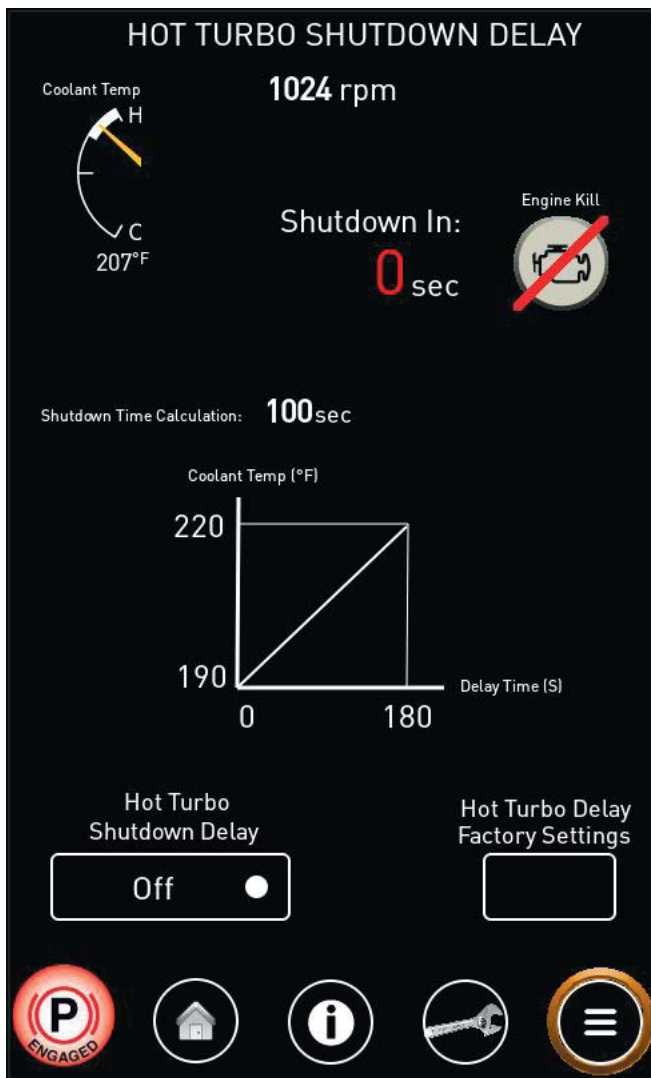 HOT TURBO SHUTDOWN DELAY
Coolant Temp
1024 rpm
H
C
207°F
Shutdown In:
0 sec
Engine Kill
Shutdown Time Calculation: 100sec
Coolant Temp (°F)
220
190
Delay Time (S)
0 180
Hot Turbo
Shutdown Delay
Off
Hot Turbo Delay
Factory Settings
P
ENGAGED
i